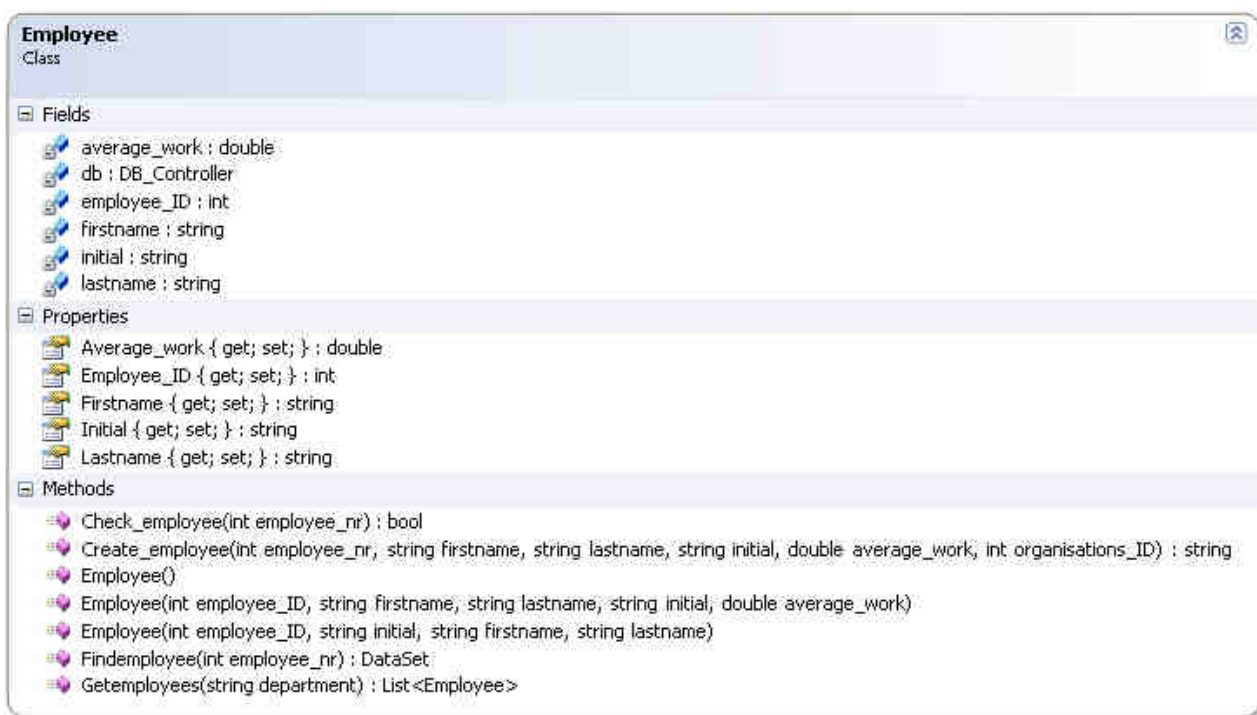 Employee
Class
Fields
average_work : double
db : DB_Controller
employee_ID : int
firstname : string
initial : string
lastname : string
Properties
Average_work { get; set; } : double
Employee_ID { get; set; } : int
Firstname { get; set; } : string
Initial { get; set; } : string
Lastname { get; set; } : string
Methods
Check_employee(int employee_nr) : bool
Create_employee(int employee_nr, string firstname, string lastname, string initial, double average_work, int organisations_ID) : string
Employee()
Employee(int employee_ID, string firstname, string lastname, string initial, double average_work)
Employee(int employee_ID, string initial, string firstname, string lastname)
Findemployee(int employee_nr) : DataSet
Getemployees(string department) : List<Employee>